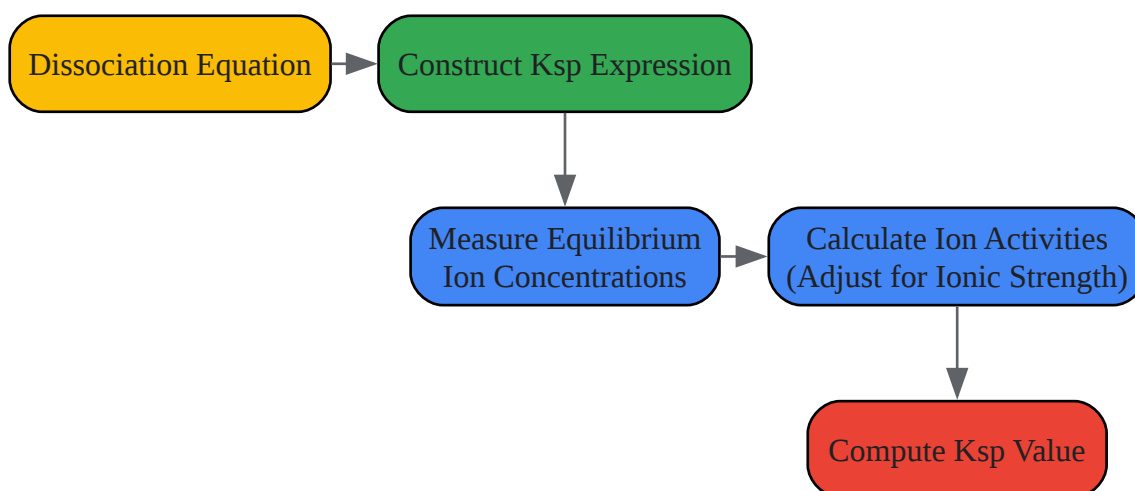 Dissociation Equation
Construct Ksp Expression
Measure Equilibrium
Ion Concentrations
Calculate Ion Activities
(Adjust for Ionic Strength)
Compute Ksp Value